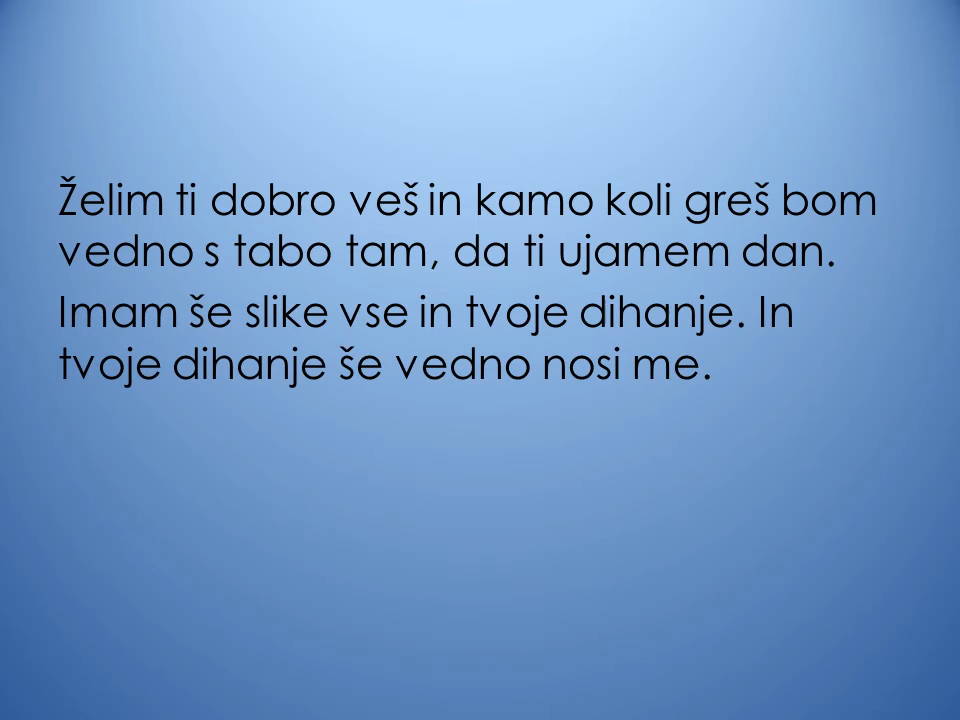 Želim ti dobro veš in kamo koli greš bom
vedno s tabo tam, da ti ujamem dan.
Imam še slike vse in tvoje dihanje. In
tvoje dihanje še vedno nosi me.